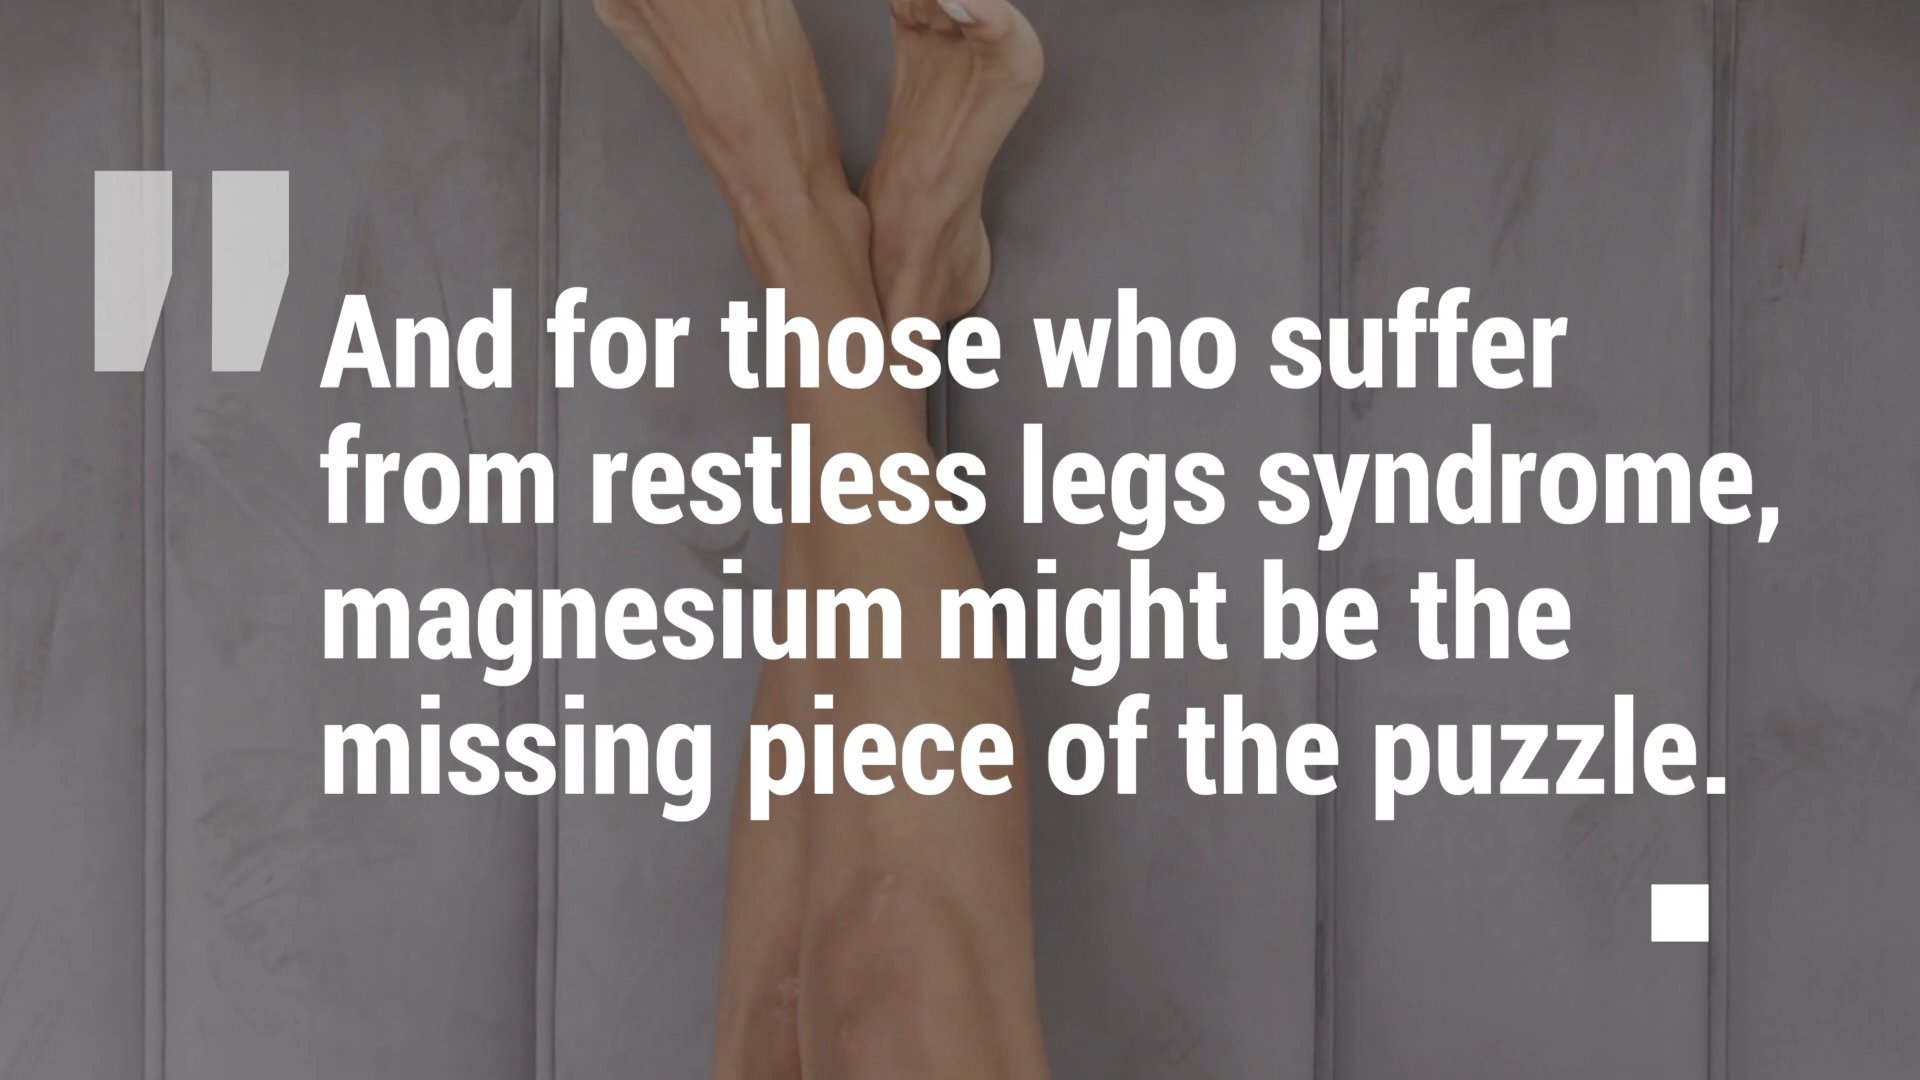 "
And for those who suffer
from restless legs syndrome,
magnesium might be the
missing piece of the puzzle.